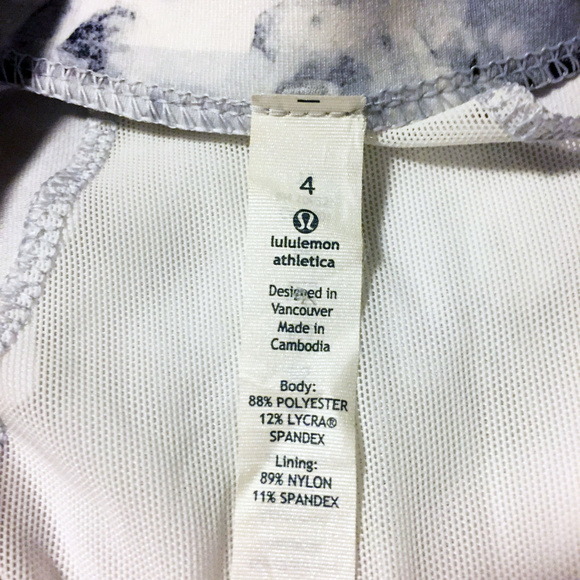 4
lululemon
athletica
Designed in
Vancouver
Made in
Cambodia
Body:
88% POLYESTER
12% LYCRA®
SPANDEX
Lining:
89% NYLON
11% SPANDEX